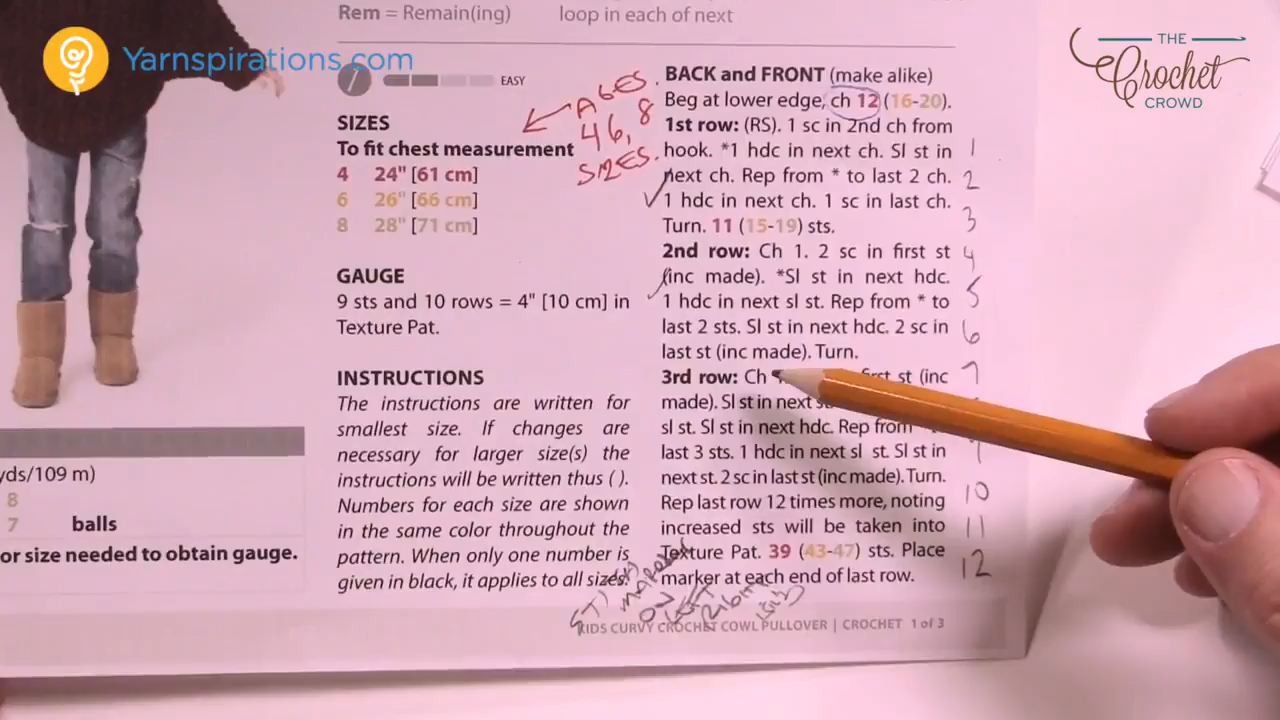 Yarnspirations.com
THE
Crochet
CROWD
Rem = Remain(ing)
loop in each of next
EASY
AGES
4 6, 8
SIZES.
SIZES
To fit chest measurement
4 24" [61 cm]
6 26" [66 cm]
8 28" [71 cm]
GAUGE
9 sts and 10 rows = 4" [10 cm] in
Texture Pat.
INSTRUCTIONS
The instructions are written for
smallest size. If changes are
necessary for larger size(s) the
instructions will be written thus ( ).
Numbers for each size are shown
in the same color throughout the
pattern. When only one number is
given in black, it applies to all sizes.
yds/109 m)
8
7 balls
or size needed to obtain gauge.
BACK and FRONT (make alike)
Beg at lower edge, ch 12 (16-20).
1st row: (RS). 1 sc in 2nd ch from
hook. *1 hdc in next ch. Sl st in
next ch. Rep from * to last 2 ch.
1 hdc in next ch. 1 sc in last ch.
Turn. 11 (15-19) sts.
2nd row: Ch 1. 2 sc in first st
(inc made). *Sl st in next hdc.
1 hdc in next sl st. Rep from * to
last 2 sts. Sl st in next hdc. 2 sc in
last st (inc made). Turn.
3rd row: Ch first st (inc
made). Sl st in next
sl st. Sl st in next hdc. Rep from
last 3 sts. 1 hdc in next sl st. Sl st in
next st. 2 sc in last st (inc made). Turn.
Rep last row 12 times more, noting
increased sts will be taken into
Texture Pat. 39 (43-47) sts. Place
marker at each end of last row.
1
2
3
4
5
6
7
10
11
12
KIDS CURVY CROCHET COWL PULLOVER | CROCHET 1 of 3